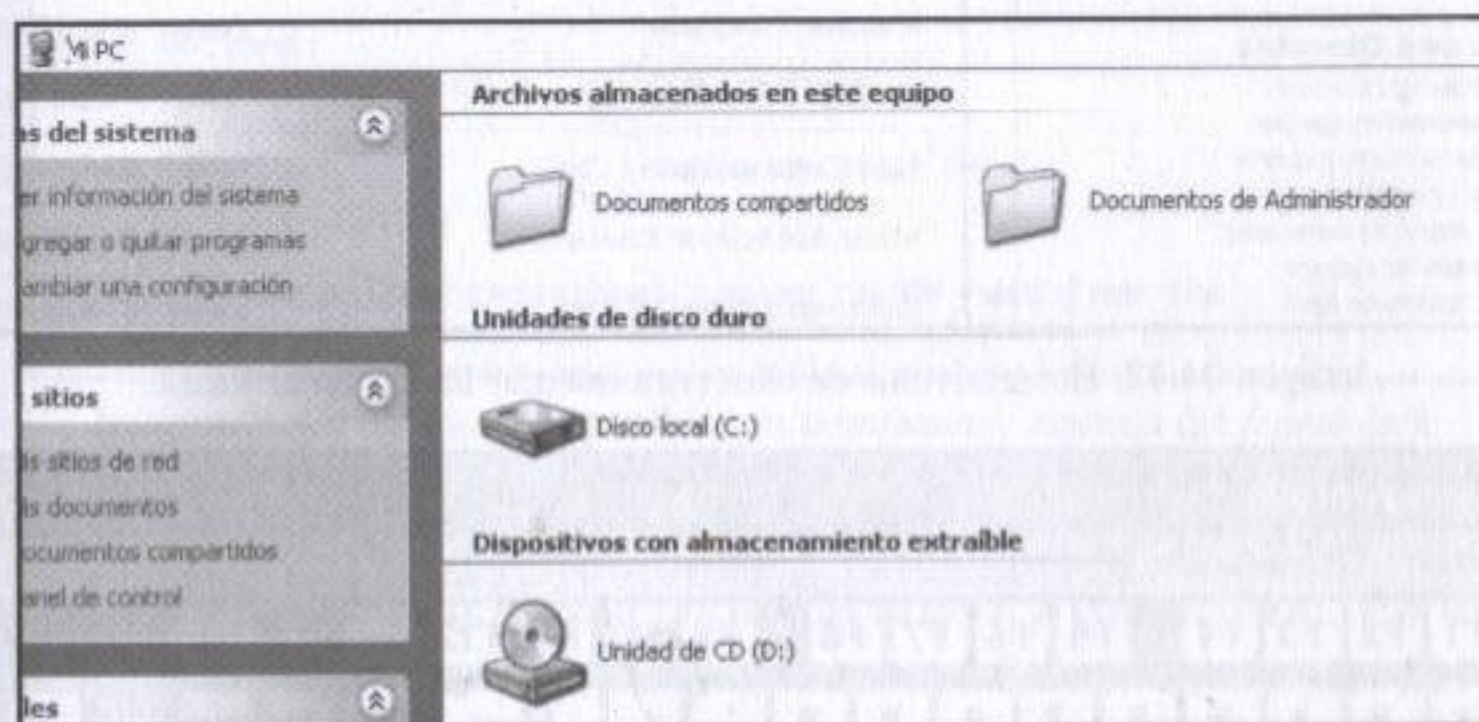 Mi PC
as del sistema
er información del sistema
gregar o quitar programas
ambiar una configuración
sitios
is sitios de red
is documentos
ocumentos compartidos
anel de control
les
Archivos almacenados en este equipo
Documentos compartidos
Documentos de Administrador
Unidades de disco duro
Disco local (C:)
Dispositivos con almacenamiento extraíble
Unidad de CD (D:)